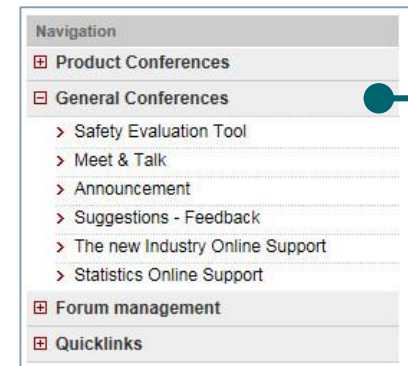 Navigation
Product Conferences
General Conferences
Safety Evaluation Tool
Meet & Talk
Announcement
Suggestions - Feedback
The new Industry Online Support
Statistics Online Support
Forum management
Quicklinks